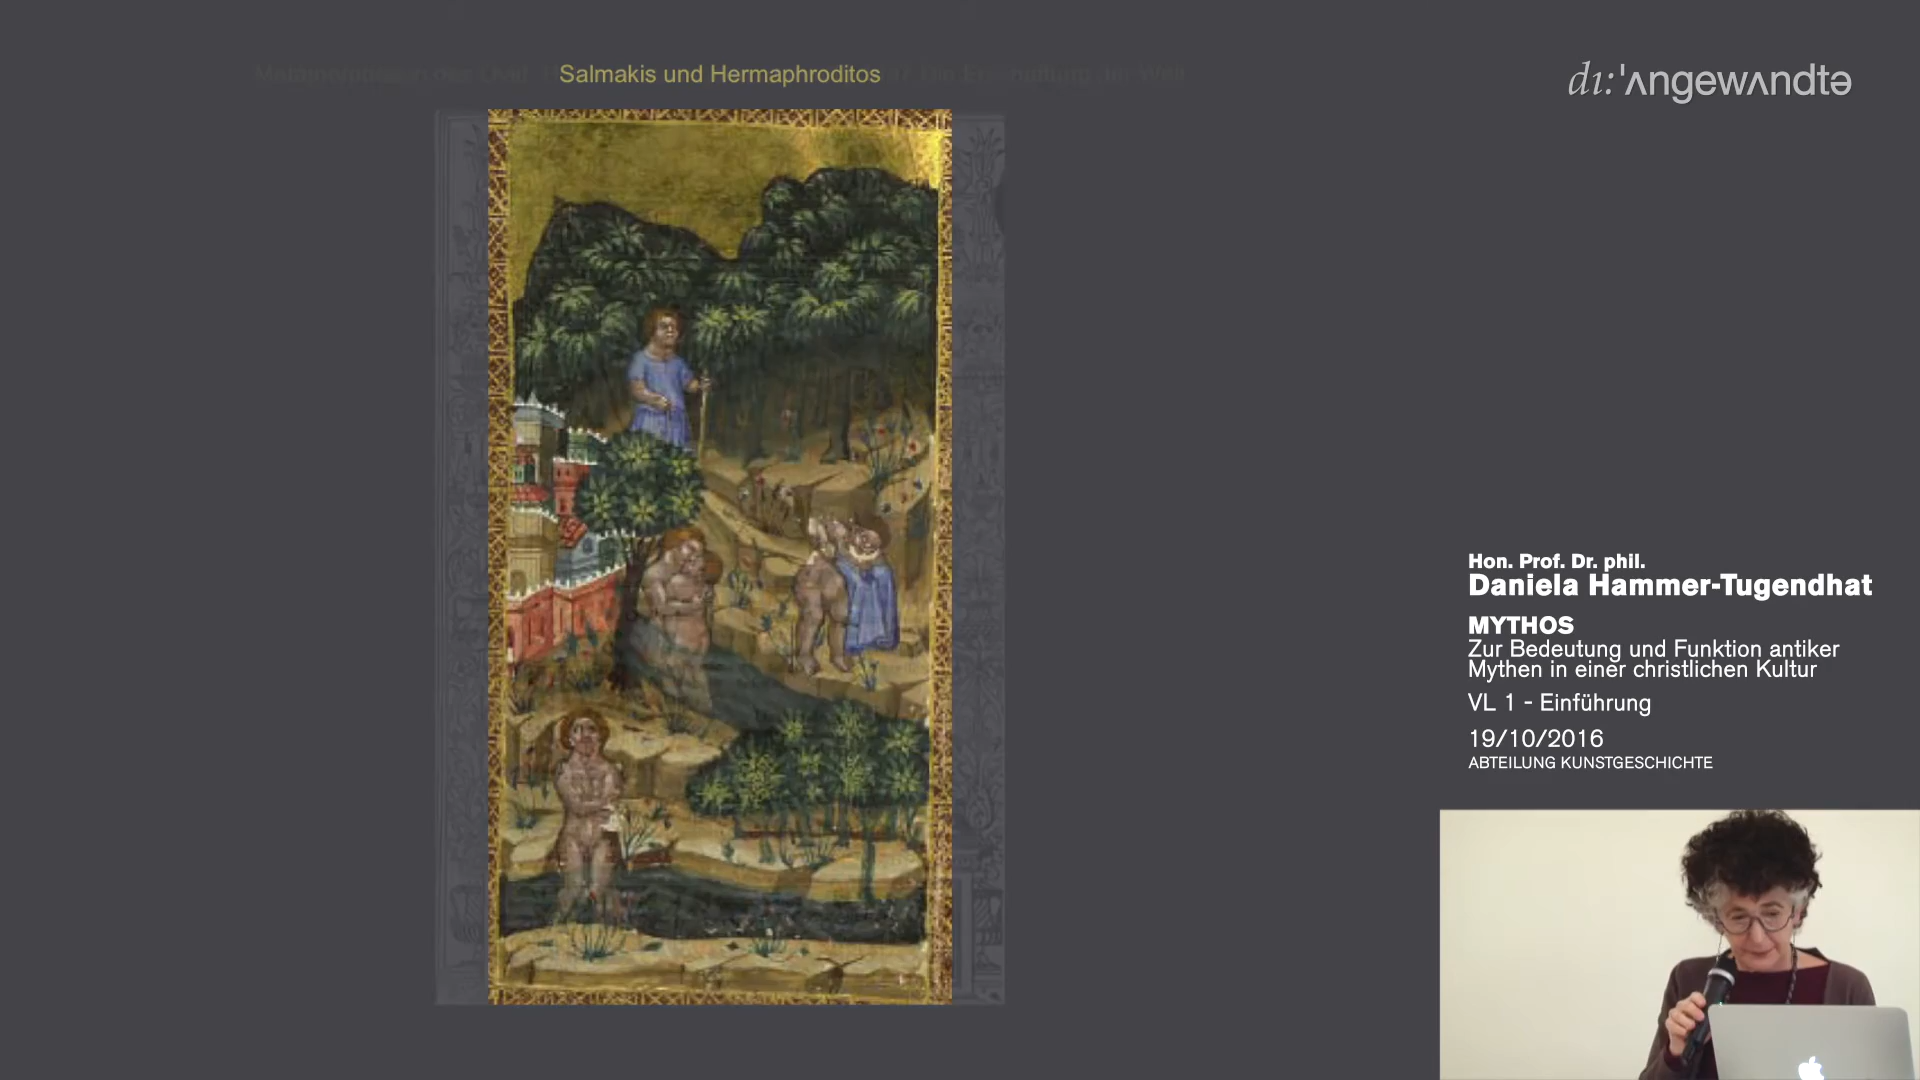 Salmakis und Hermaphroditos
dı:'ʌngewʌndtə
Hon. Prof. Dr. phil.
Daniela Hammer-Tugendhat
MYTHOS
Zur Bedeutung und Funktion antiker
Mythen in einer christlichen Kultur
VL 1 - Einführung
19/10/2016
ABTEILUNG KUNSTGESCHICHTE